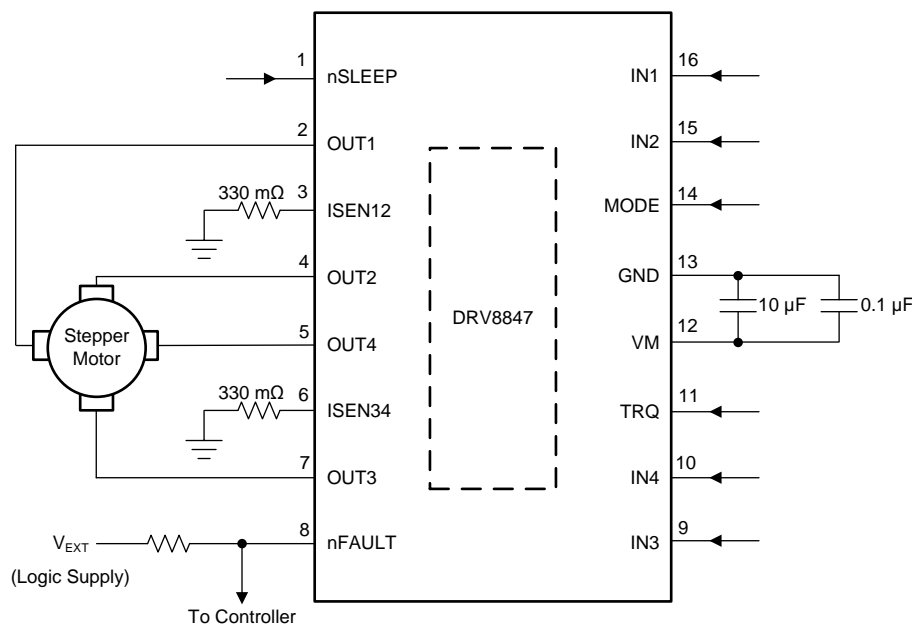 1
nSLEEP
2
OUT1
330 mΩ
3
ISEN12
4
OUT2
Stepper
Motor
5
OUT4
330 mΩ
6
ISEN34
7
OUT3
VEXT
(Logic Supply)
8
nFAULT
To Controller
DRV8847
16
IN1
15
IN2
14
MODE
13
GND
10 µF
0.1 µF
12
VM
11
TRQ
10
IN4
9
IN3